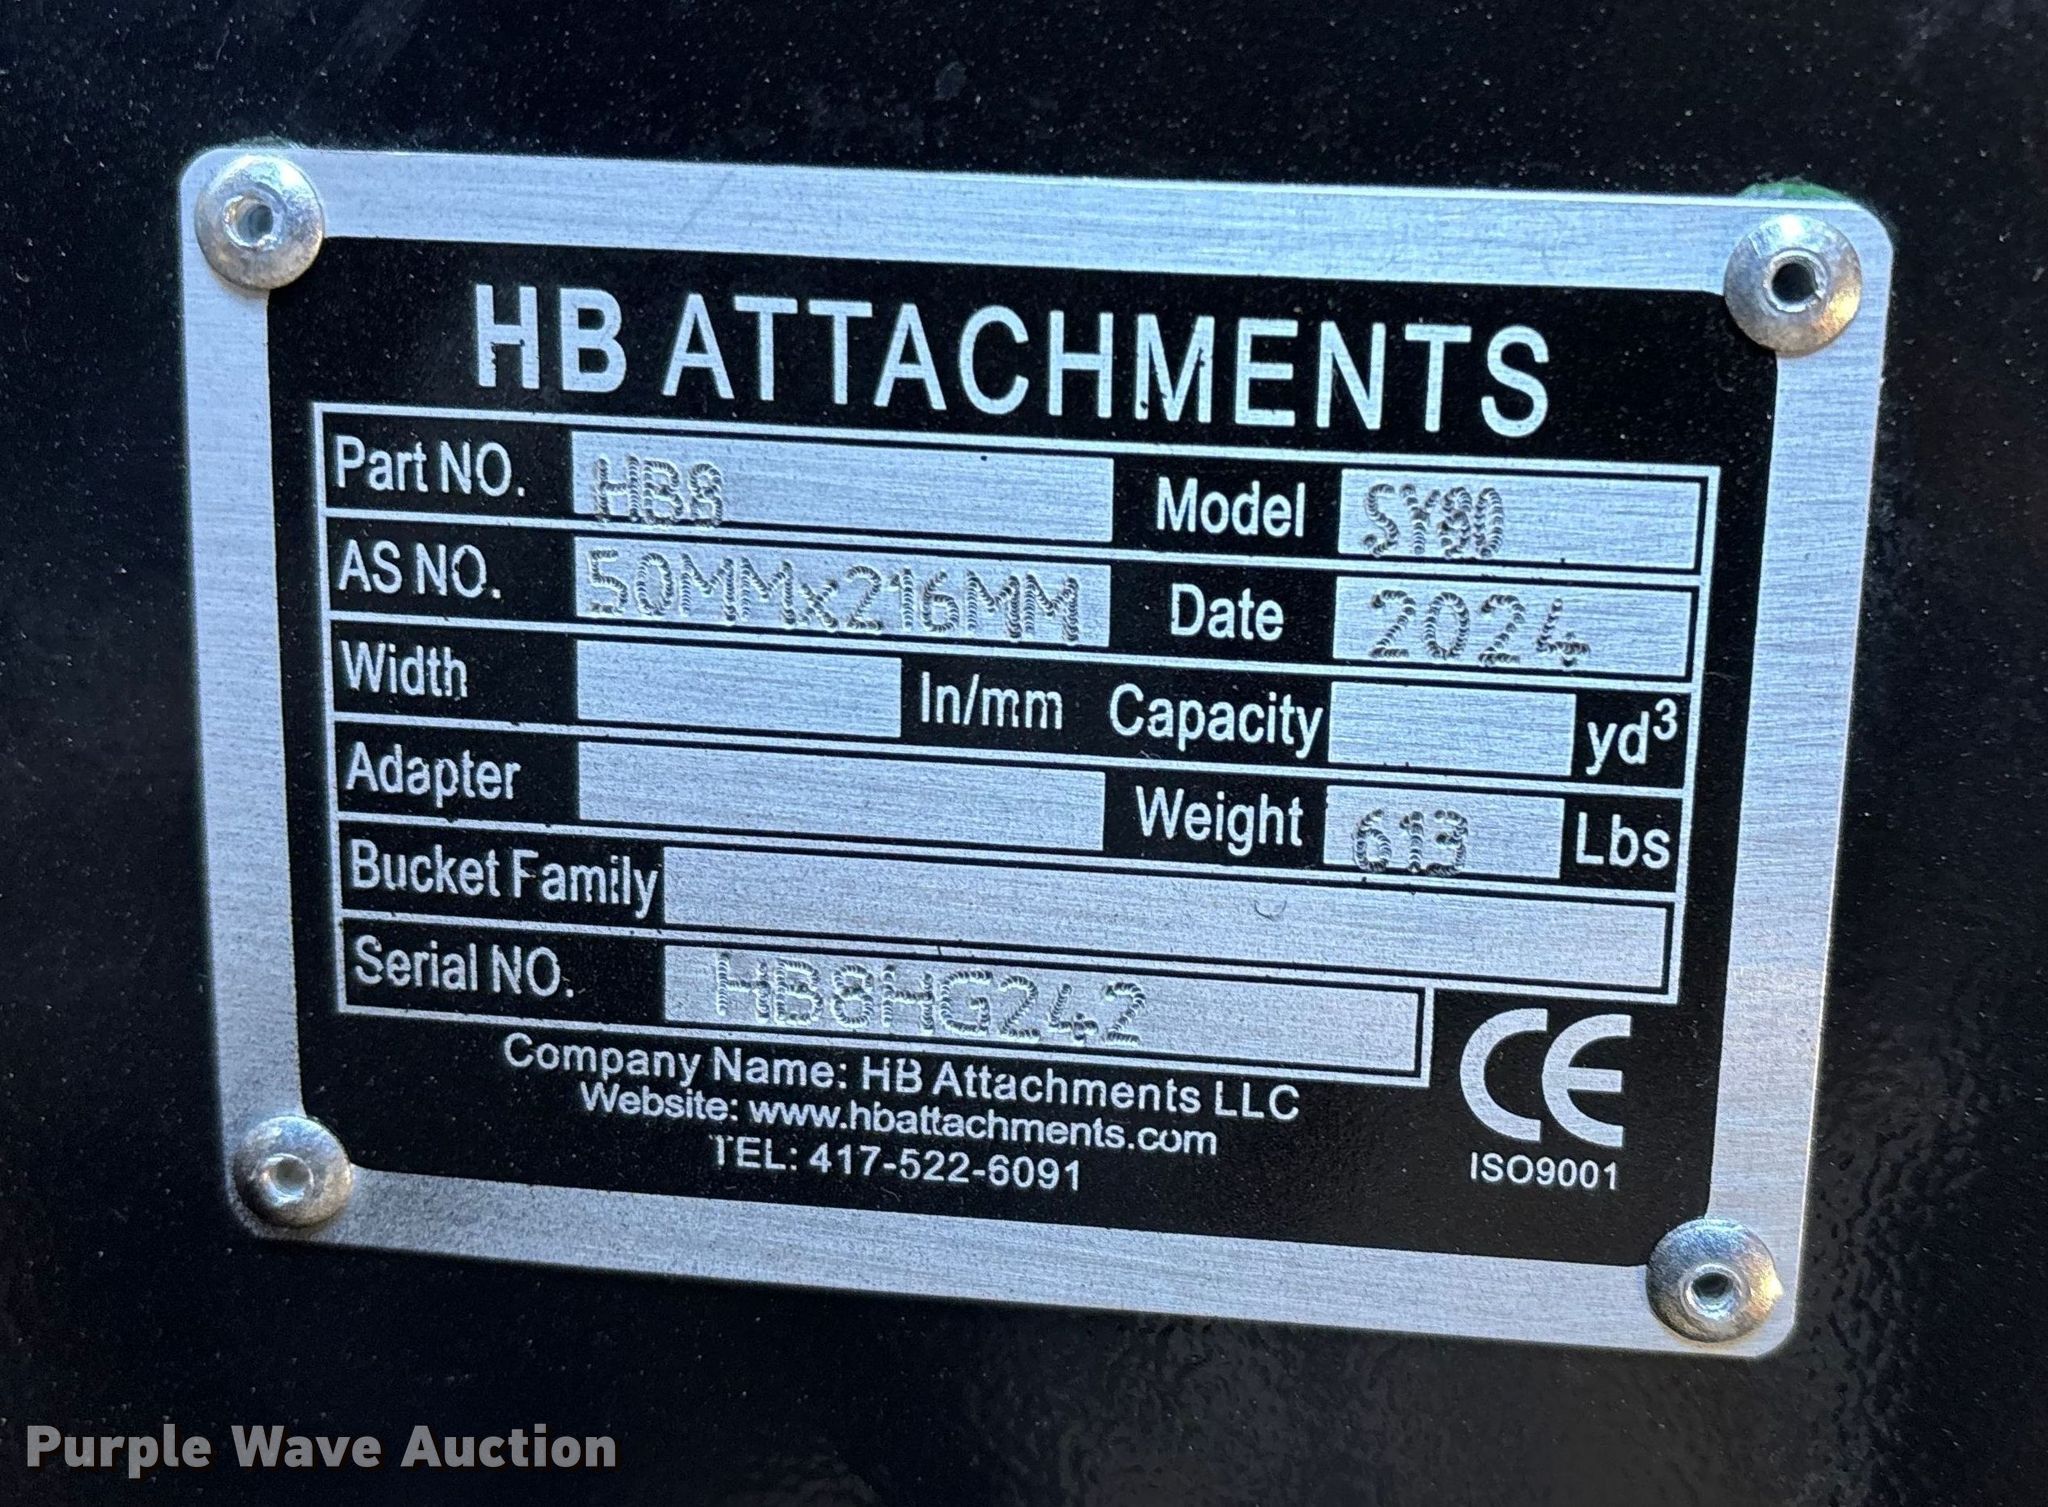 HB ATTACHMENTS
Part NO. HB8 Model SY80
AS NO. 50MMx216MM Date 2024
Width In/mm Capacity yd³
Adapter Weight 613 Lbs
Bucket Family
Serial NO. HB8HG242
Company Name: HB Attachments LLC
Website: www.hbattachments.com
TEL: 417-522-6091
CE
ISO9001
Purple Wave Auction